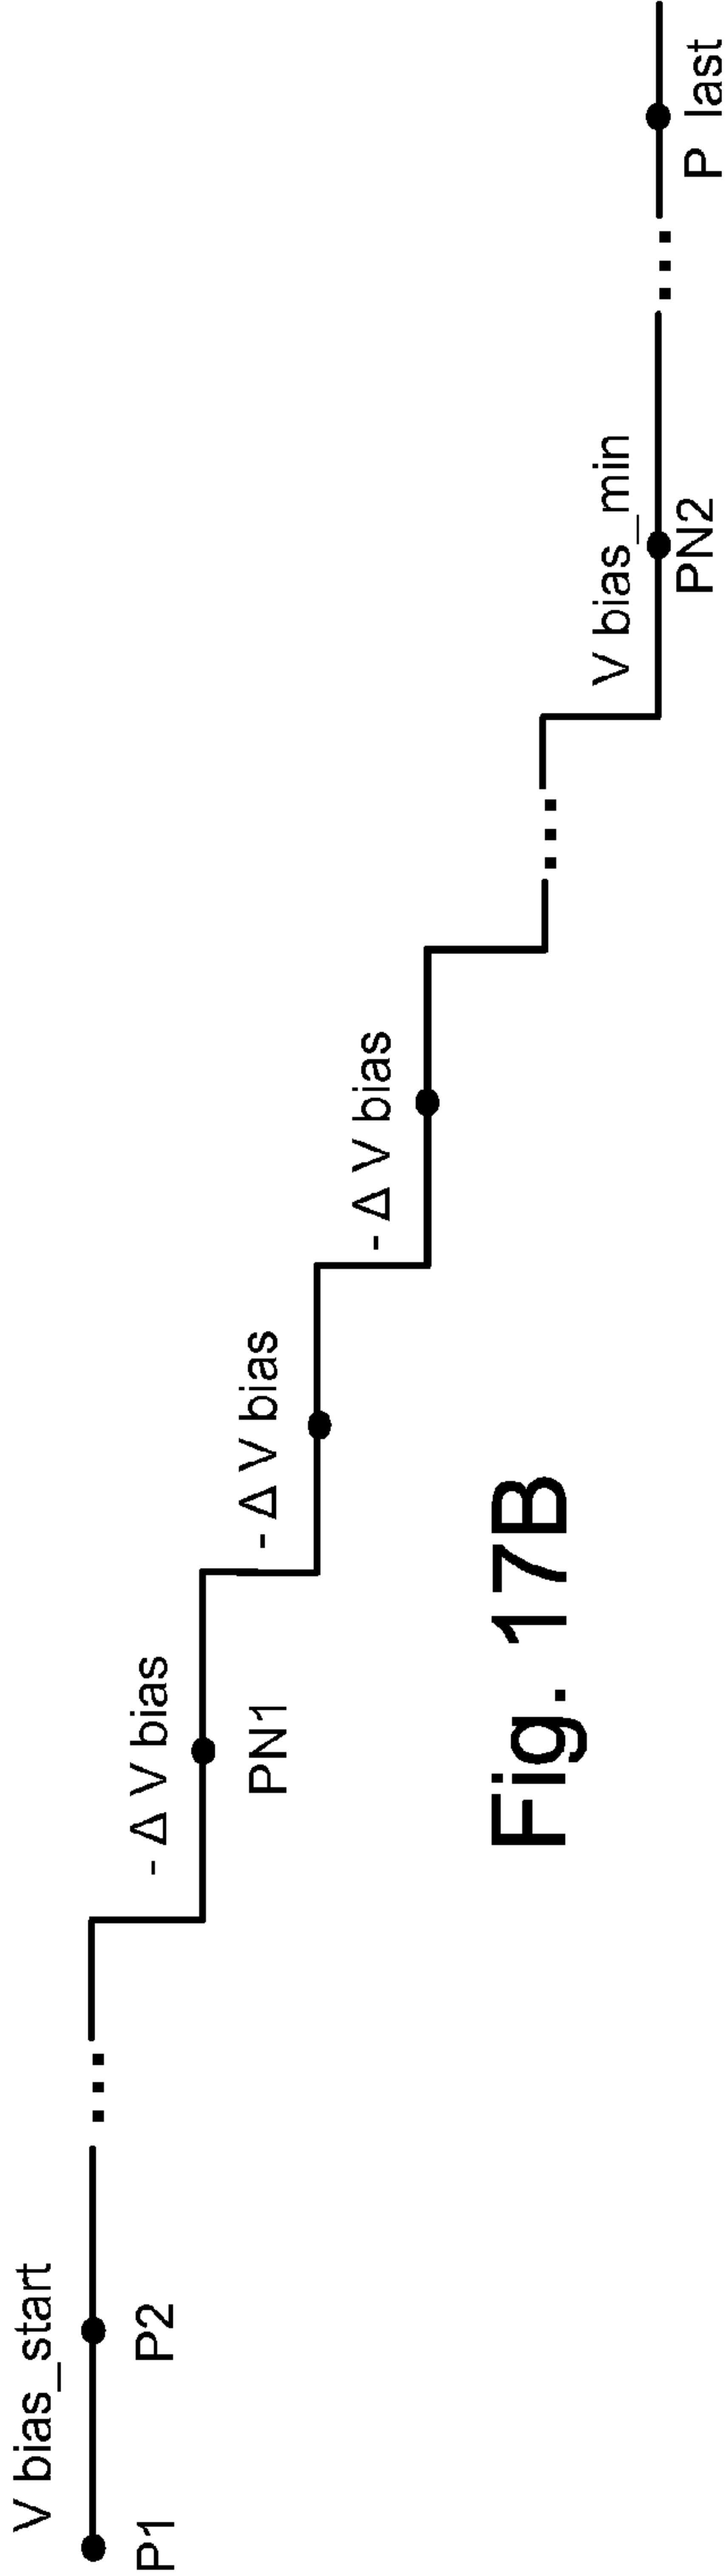 V bias_start
P1
P2
- Δ V bias
PN1
- Δ V bias
- Δ V bias
V bias_min
PN2
P last
Fig. 17B